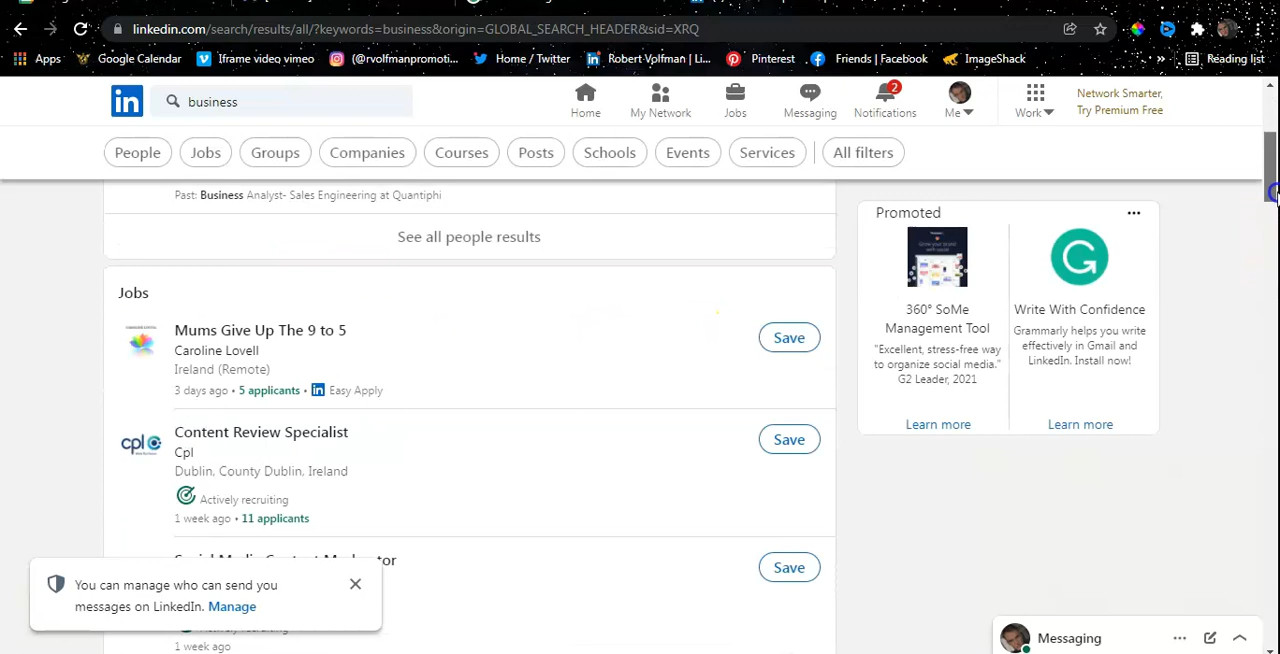 linkedin.com/search/results/all/?keywords=business&origin=GLOBAL_SEARCH_HEADER&sid=XRQ
Apps Google Calendar Iframe video vimeo (@rvolfmanpromoti... Home / Twitter Robert Volfman | Li... Pinterest Friends | Facebook ImageShack » Reading list
in business
Home My Network Jobs Messaging 2 Notifications Me Work
Network Smarter,
Try Premium Free
People Jobs Groups Companies Courses Posts Schools Events Services All filters
Past: Business Analyst- Sales Engineering at Quantiphi
See all people results
Jobs
Mums Give Up The 9 to 5
Caroline Lovell
Ireland (Remote)
3 days ago • 5 applicants • in Easy Apply
Save
cpl
Content Review Specialist
Cpl
Dublin, County Dublin, Ireland
Actively recruiting
1 week ago • 11 applicants
Save
Social Media Content Moderator
Save
1 week ago
Promoted
360° SoMe
Management Tool
"Excellent, stress-free way
to organize social media."
G2 Leader, 2021
Learn more
Write With Confidence
Grammarly helps you write
effectively in Gmail and
LinkedIn. Install now!
Learn more
You can manage who can send you
messages on LinkedIn. Manage
Messaging